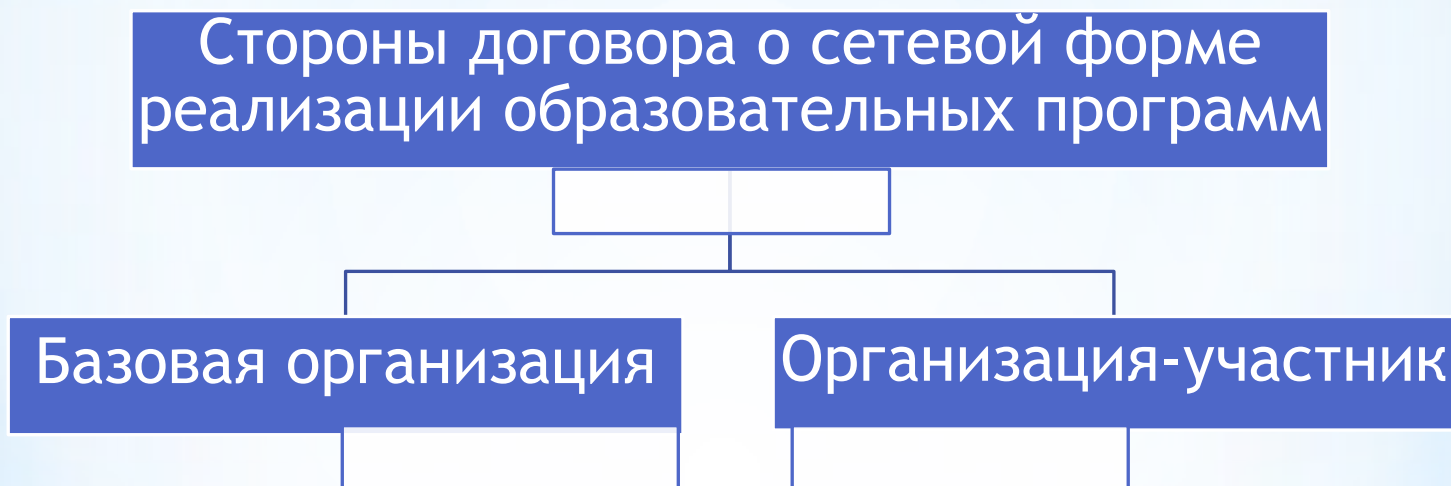 Стороны договора о сетевой форме
реализации образовательных программ
Базовая организация
Организация-участник